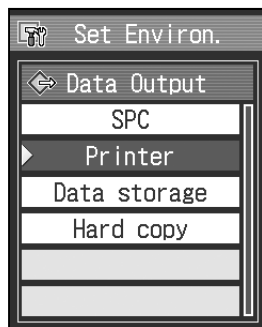 Set Environ.
Data Output
SPC
Printer
Data storage
Hard copy